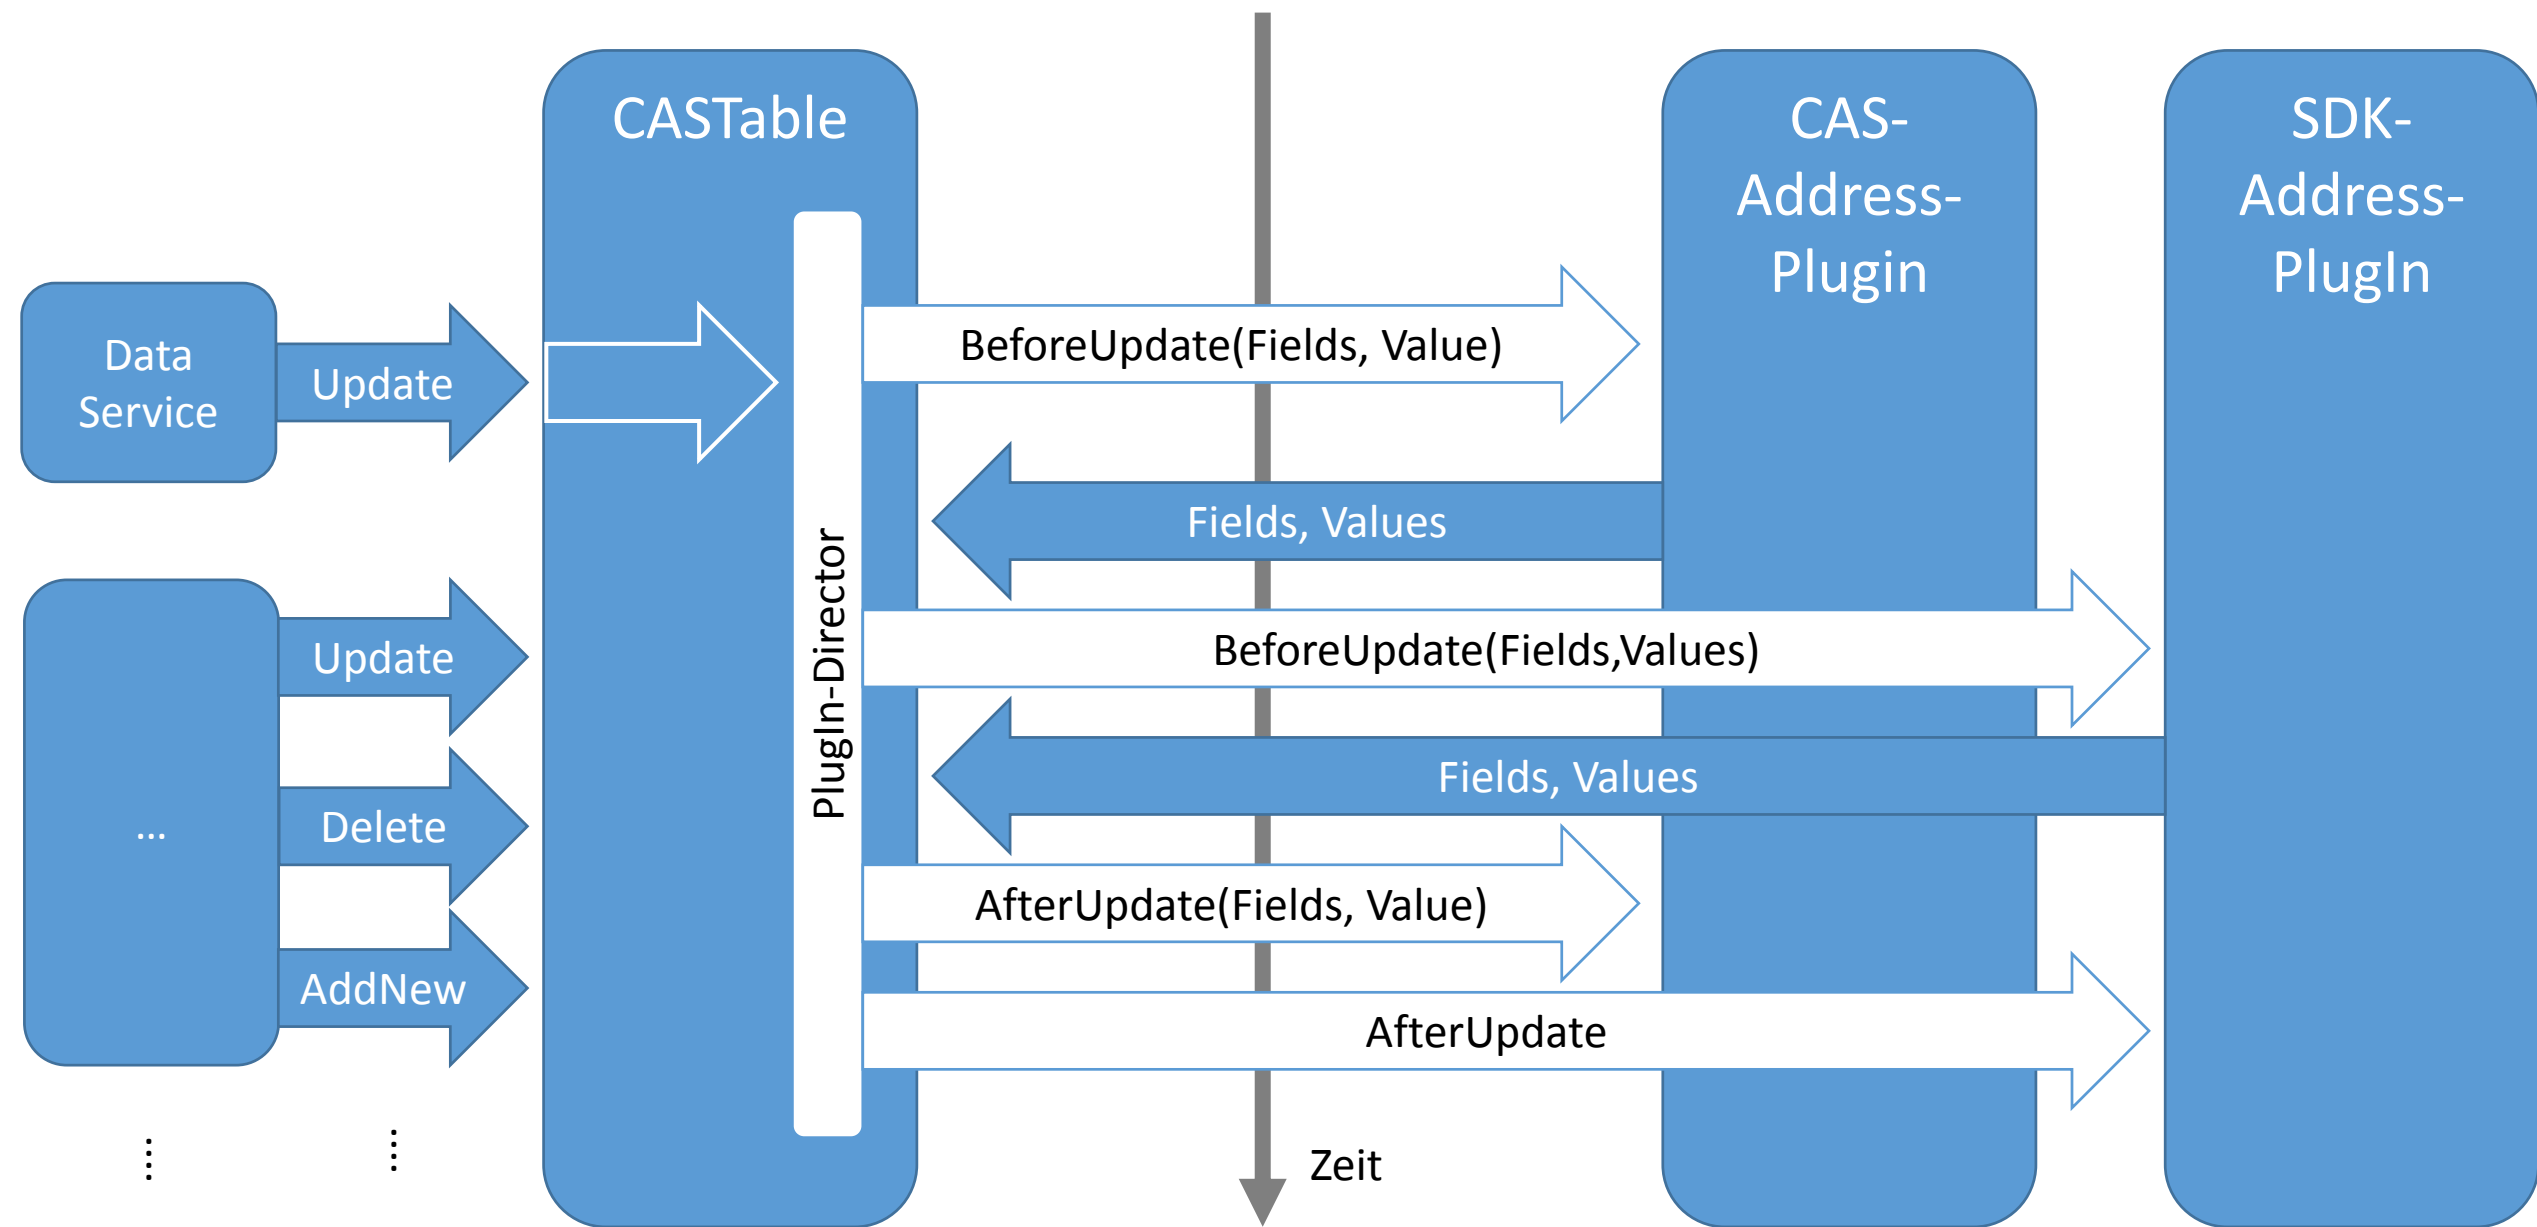 CASTable
CAS-
Address-
Plugin
SDK-
Address-
PlugIn
Data
Service
Update
BeforeUpdate(Fields, Value)
Fields, Values
PlugIn-Director
Update
BeforeUpdate(Fields,Values)
...
Delete
Fields, Values
AfterUpdate(Fields, Value)
AddNew
AfterUpdate
....
....
Zeit